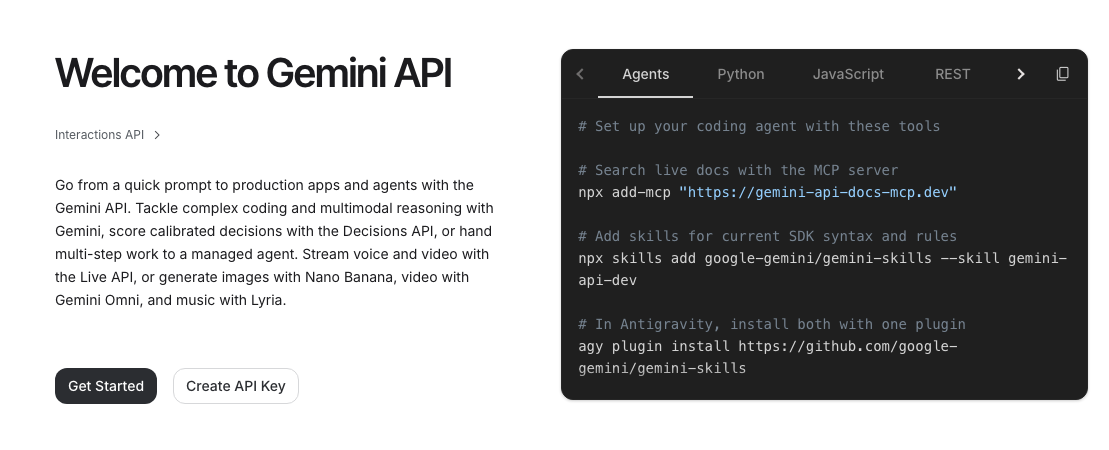 Welcome to Gemini API
Interactions API
Go from a quick prompt to production apps and agents with the
Gemini API. Tackle complex coding and multimodal reasoning with
Gemini, score calibrated decisions with the Decisions API, or hand
multi-step work to a managed agent. Stream voice and video with
the Live API, or generate images with Nano Banana, video with
Gemini Omni, and music with Lyria.
Get Started
Create API Key
Agents
Python
JavaScript
REST
# Set up your coding agent with these tools
# Search live docs with the MCP server
npx add-mcp "https://gemini-api-docs-mcp.dev"
# Add skills for current SDK syntax and rules
npx skills add google-gemini/gemini-skills --skill gemini-
api-dev
# In Antigravity, install both with one plugin
agy plugin install https://github.com/google-
gemini/gemini-skills